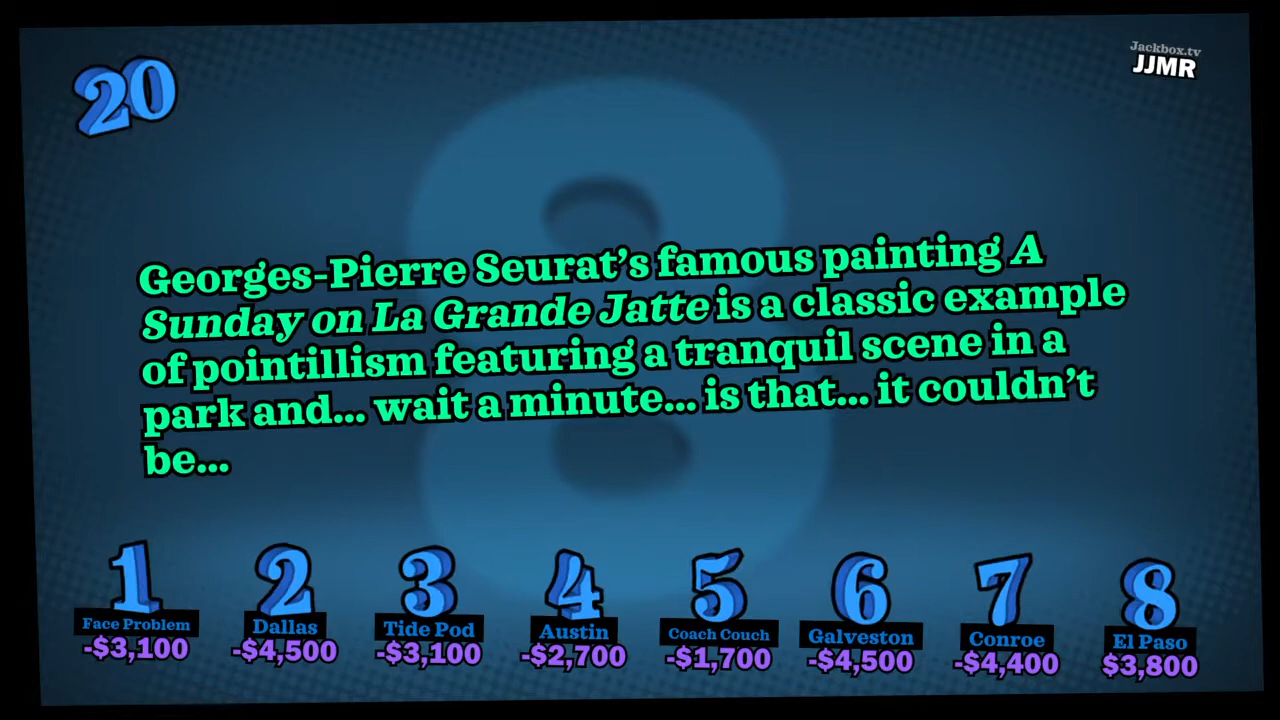 Jackbox.tv
JJMR
20
Georges-Pierre Seurat’s famous painting A
Sunday on La Grande Jatte is a classic example
of pointillism featuring a tranquil scene in a
park and... wait a minute... is that... it couldn’t
be...
8
1 2 3 4 5 6 7 8
Face Problem Dallas Tide Pod Austin Coach Couch Galveston Conroe El Paso
-$3,100 -$4,500 -$3,100 -$2,700 -$1,700 -$4,500 -$4,400 $3,800